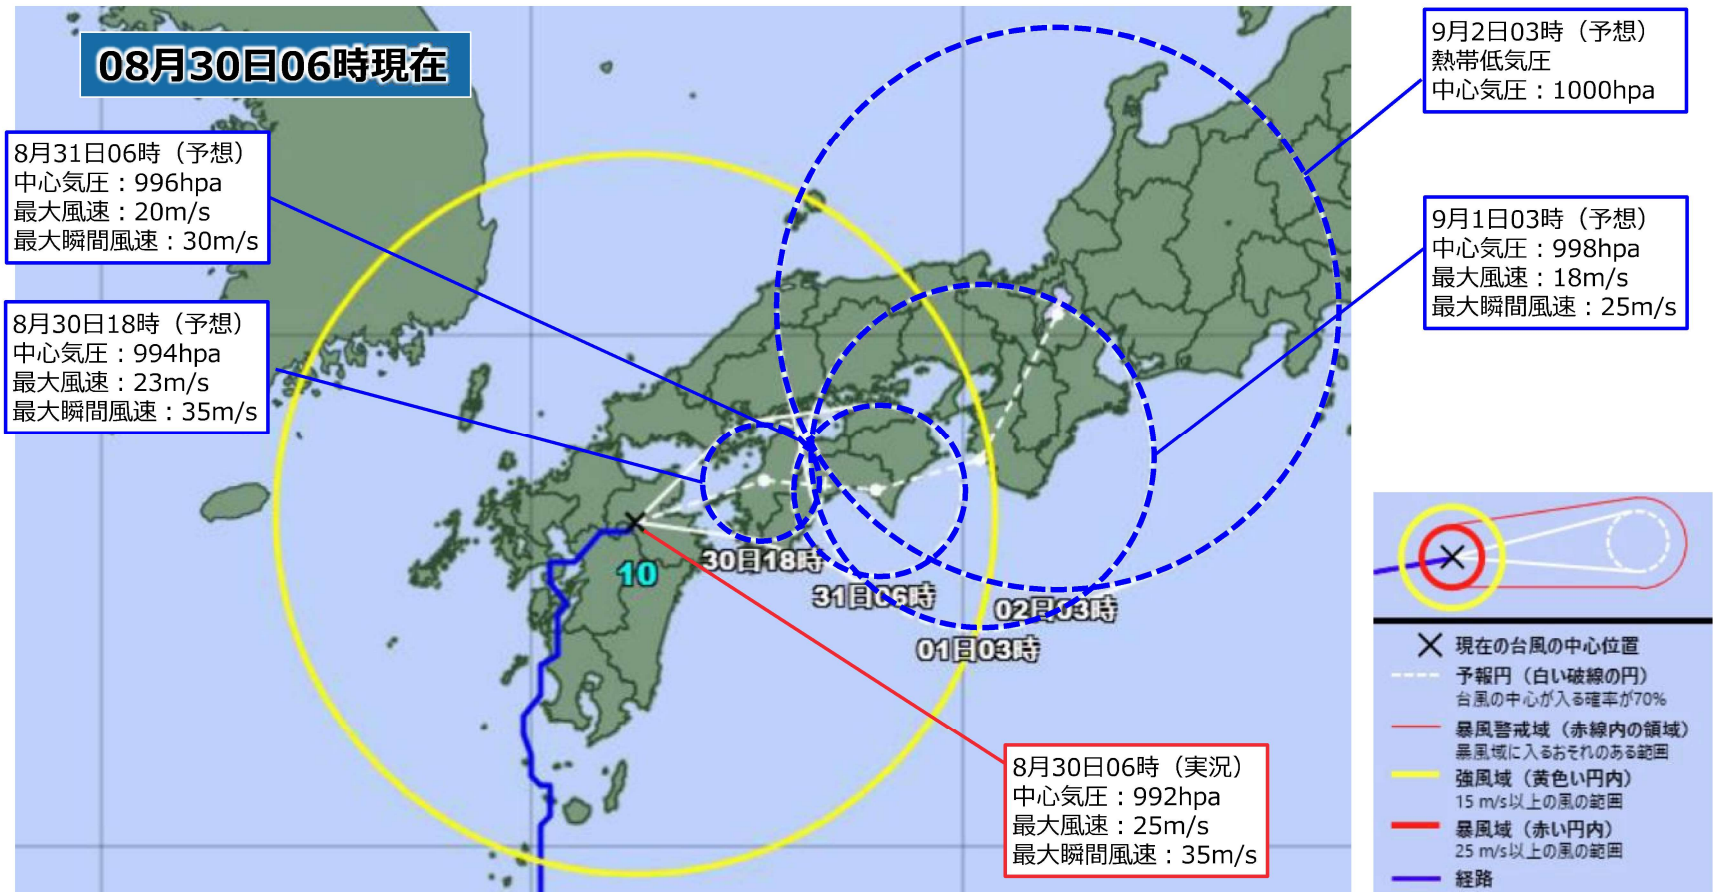 08月30日06時現在
9月2日03時（予想）
熱帯低気圧
中心気圧：1000hpa
8月31日06時（予想）
中心気圧：996hpa
最大風速：20m/s
最大瞬間風速：30m/s
9月1日03時（予想）
中心気圧：998hpa
最大風速：18m/s
最大瞬間風速：25m/s
8月30日18時（予想）
中心気圧：994hpa
最大風速：23m/s
最大瞬間風速：35m/s
10
30日18時
31日06時
02日03時
01日03時
8月30日06時（実況）
中心気圧：992hpa
最大風速：25m/s
最大瞬間風速：35m/s
現在の台風の中心位置
予報円（白い破線の円）
台風の中心が入る確率が70%
暴風警戒域（赤線内の領域）
暴風域に入るおそれのある範囲
強風域（黄色い円内）
15 m/s以上の風の範囲
暴風域（赤い円内）
25 m/s以上の風の範囲
経路